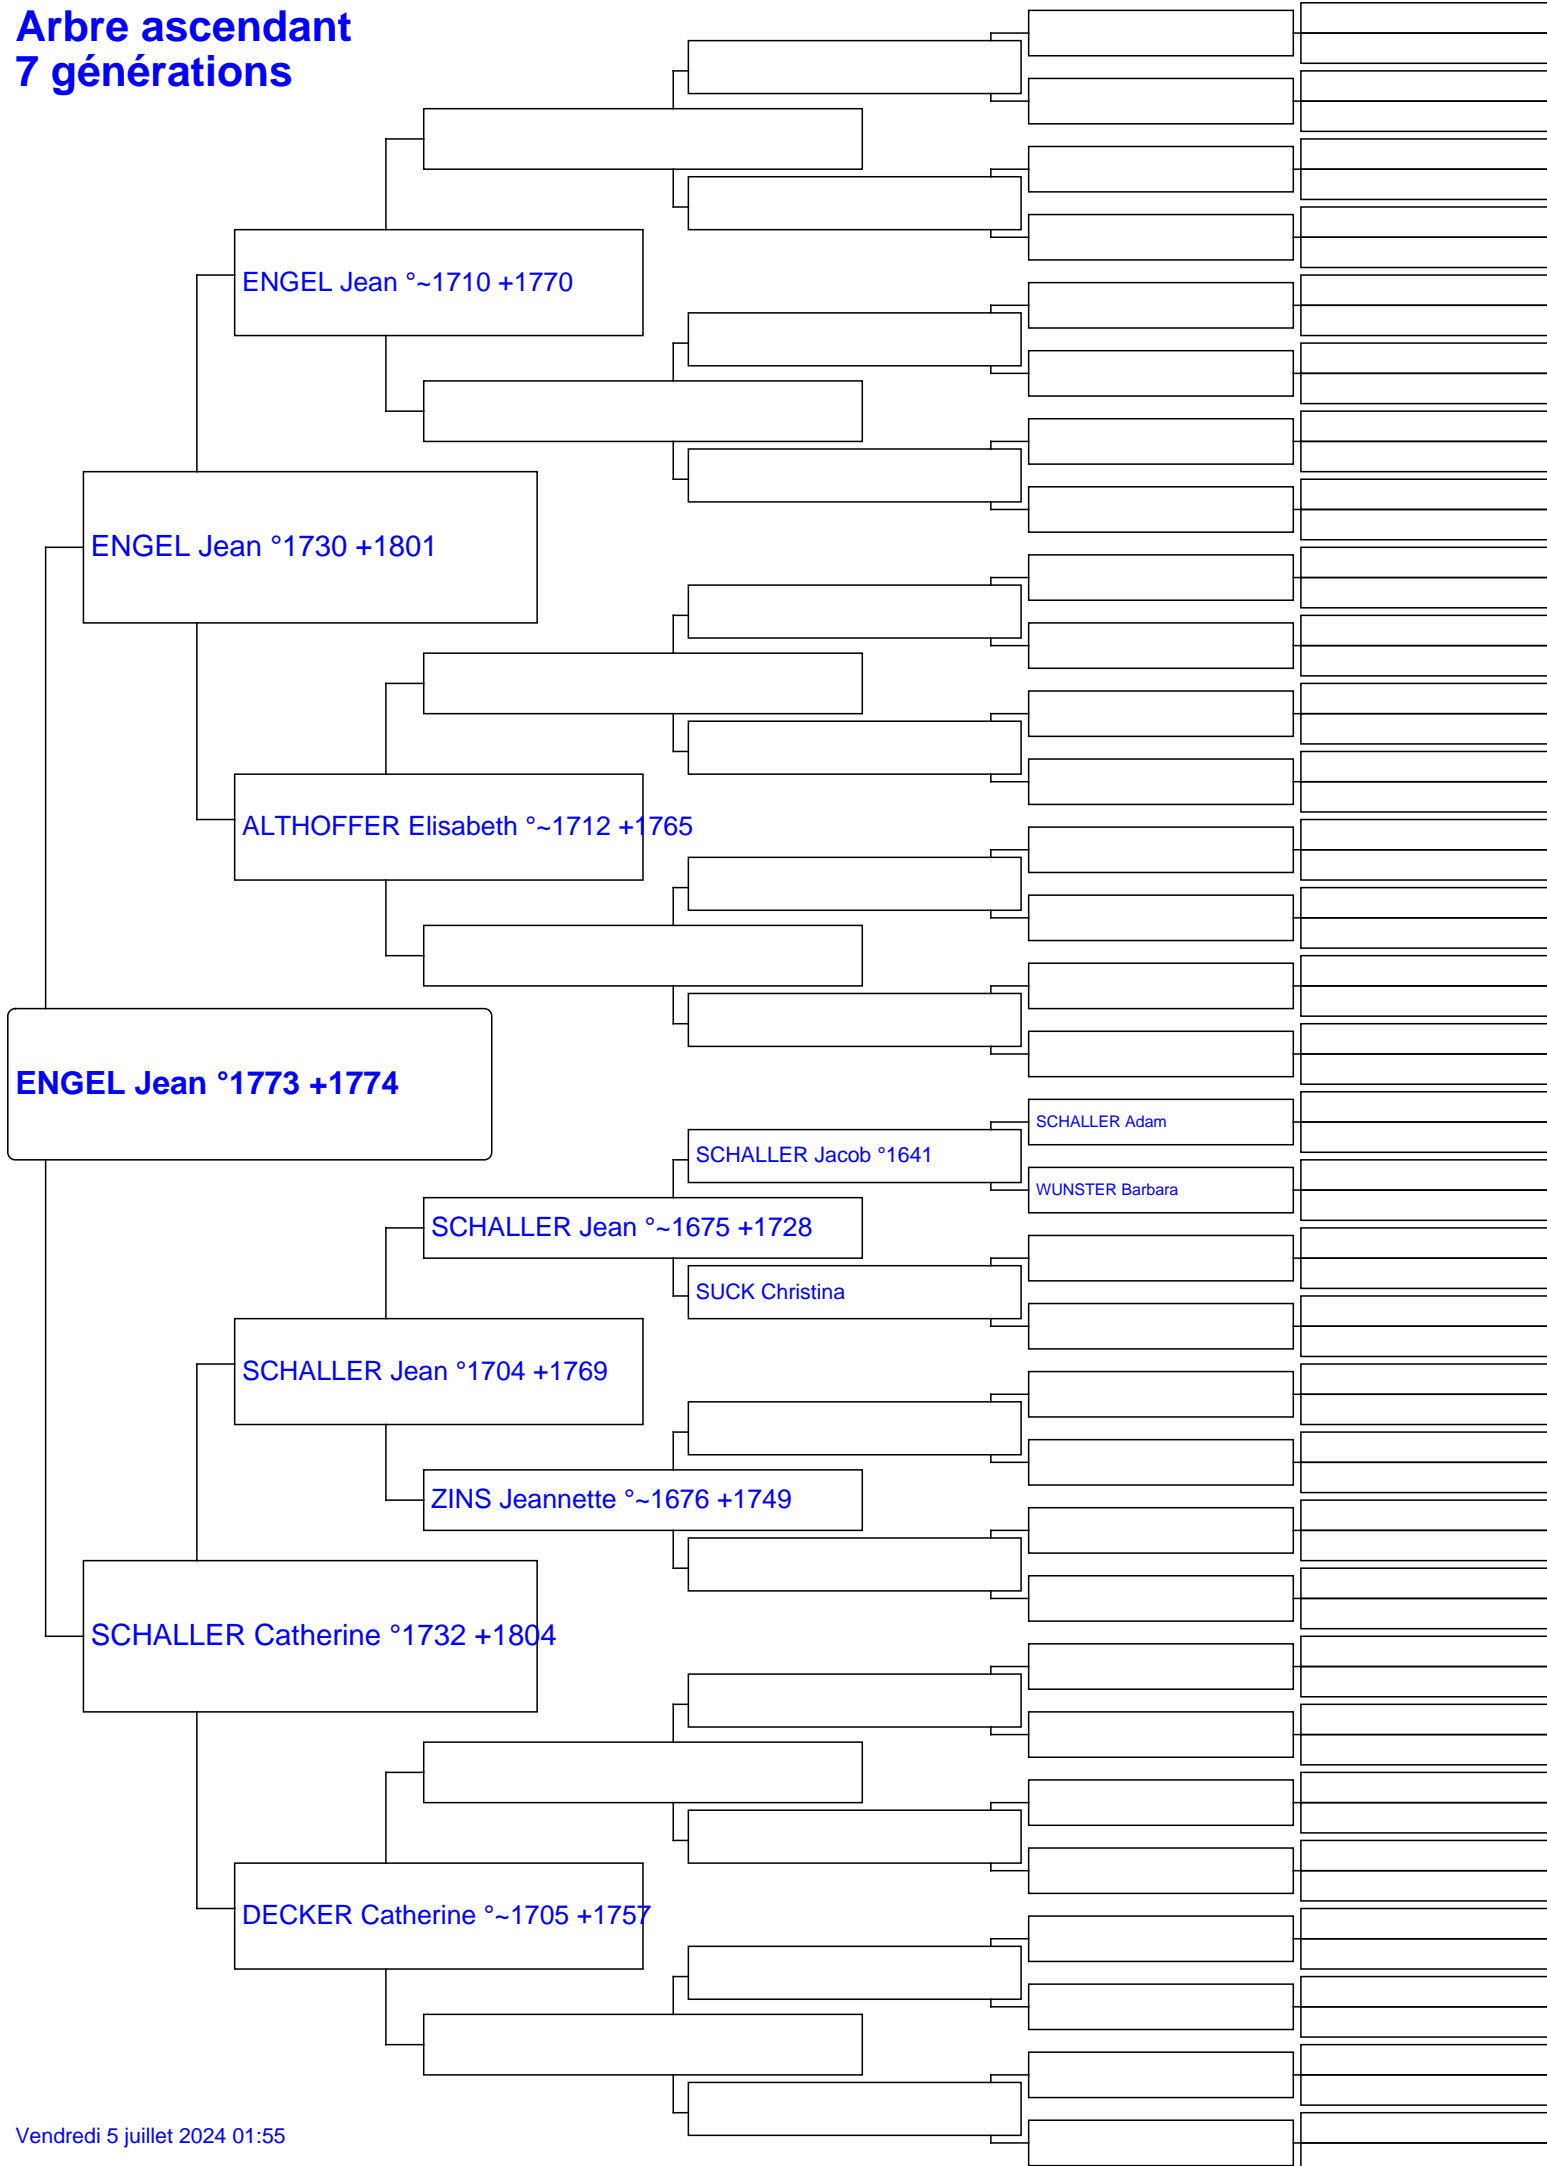 Arbre ascendant
7 générations
ENGEL Jean °~1710 +1770
ENGEL Jean °1730 +1801
ALTHOFFER Elisabeth °~1712 +1765
ENGEL Jean °1773 +1774
SCHALLER Adam
SCHALLER Jacob °1641
WUNSTER Barbara
SCHALLER Jean °~1675 +1728
SUCK Christina
SCHALLER Jean °1704 +1769
ZINS Jeannette °~1676 +1749
SCHALLER Catherine °1732 +1804
DECKER Catherine °~1705 +1757
Vendredi 5 juillet 2024 01:55